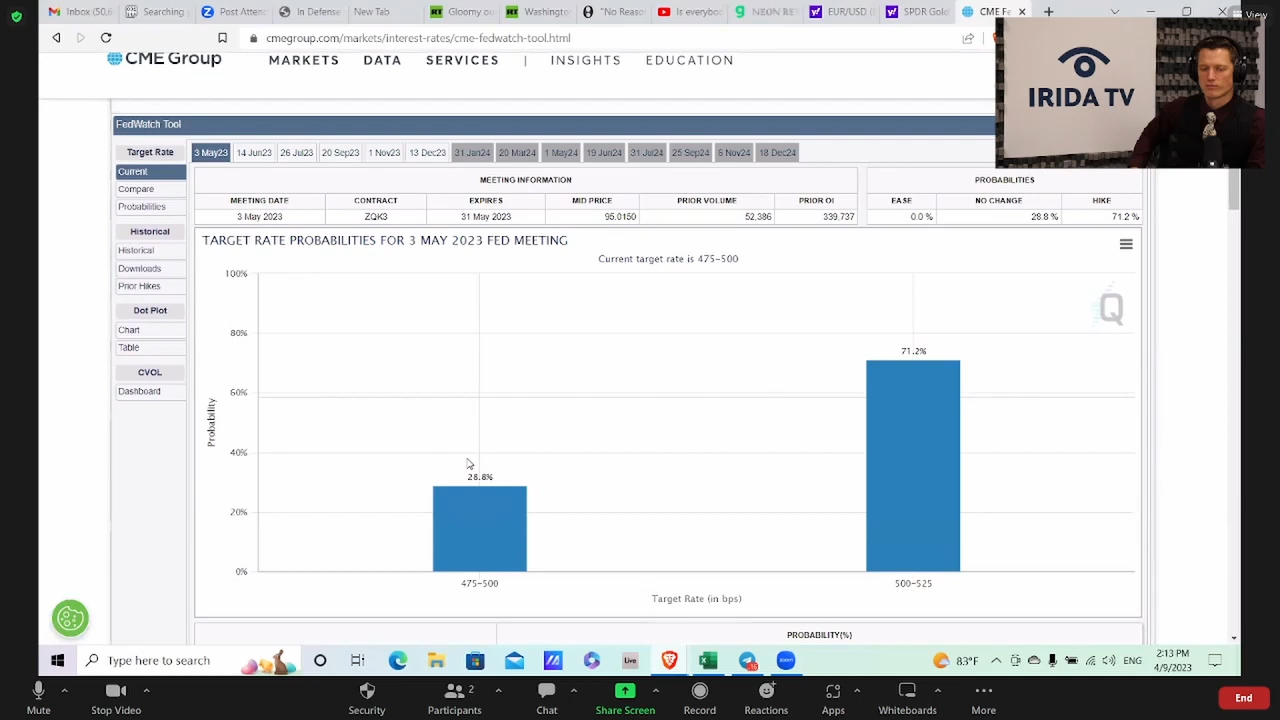 Inbox (50,6
Searching
Post Attend
In Defense
New Tab
Gloomy ou
"No Reaso
Is everyo
NEON RE
EUR/USD (
SPDR Gol
CME Fe
View
cmegroup.com/markets/interest-rates/cme-fedwatch-tool.html
CME Group
MARKETS DATA SERVICES | INSIGHTS EDUCATION
IRIDA TV
FedWatch Tool
Target Rate
Current
Compare
Probabilities
Historical
Historical
Downloads
Prior Hikes
Dot Plot
Chart
Table
CVOL
Dashboard
3 May23 14 Jun23 26 Jul23 20 Sep23 1 Nov23 13 Dec23 31 Jan24 20 Mar24 1 May24 19 Jun24 31 Jul24 25 Sep24 6 Nov24 18 Dec24
MEETING INFORMATION
MEETING DATE CONTRACT EXPIRES MID PRICE PRIOR VOLUME PRIOR OI
3 May 2023 ZQK3 31 May 2023 95.0150 52,386 339,737
PROBABILITIES
EASE NO CHANGE HIKE
0.0 % 28.8 % 71.2 %
TARGET RATE PROBABILITIES FOR 3 MAY 2023 FED MEETING
Current target rate is 475-500
Q
Probability
100%
80%
60%
40%
20%
0%
28.8%
71.2%
475-500
500-525
Target Rate (in bps)
PROBABILITY(%)
Type here to search
Live
zoom
83°F
ENG
2:13 PM
4/9/2023
Mute
Stop Video
Security
2
Participants
Chat
Share Screen
Record
Reactions
Apps
Whiteboards
More
End